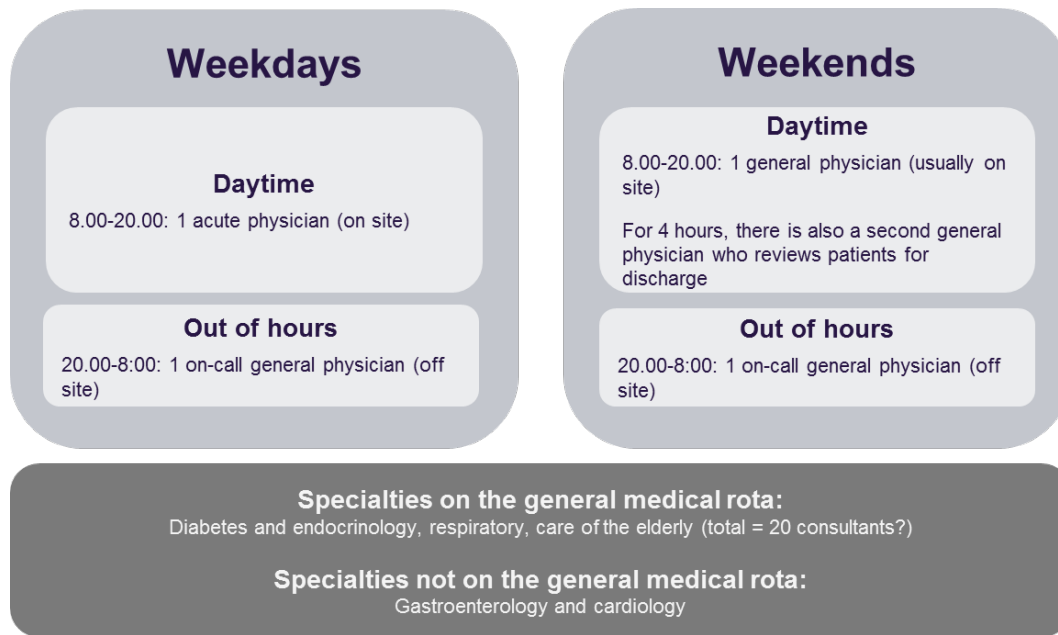 Weekdays
Daytime
8.00-20.00: 1 acute physician (on site)
Out of hours
20.00-8:00: 1 on-call general physician (off
site)
Weekends
Daytime
8.00-20.00: 1 general physician (usually on
site)
For 4 hours, there is also a second general
physician who reviews patients for
discharge
Out of hours
20.00-8:00: 1 on-call general physician (off
site)
Specialties on the general medical rota:
Diabetes and endocrinology, respiratory, care of the elderly (total = 20 consultants?)
Specialties not on the general medical rota:
Gastroenterology and cardiology